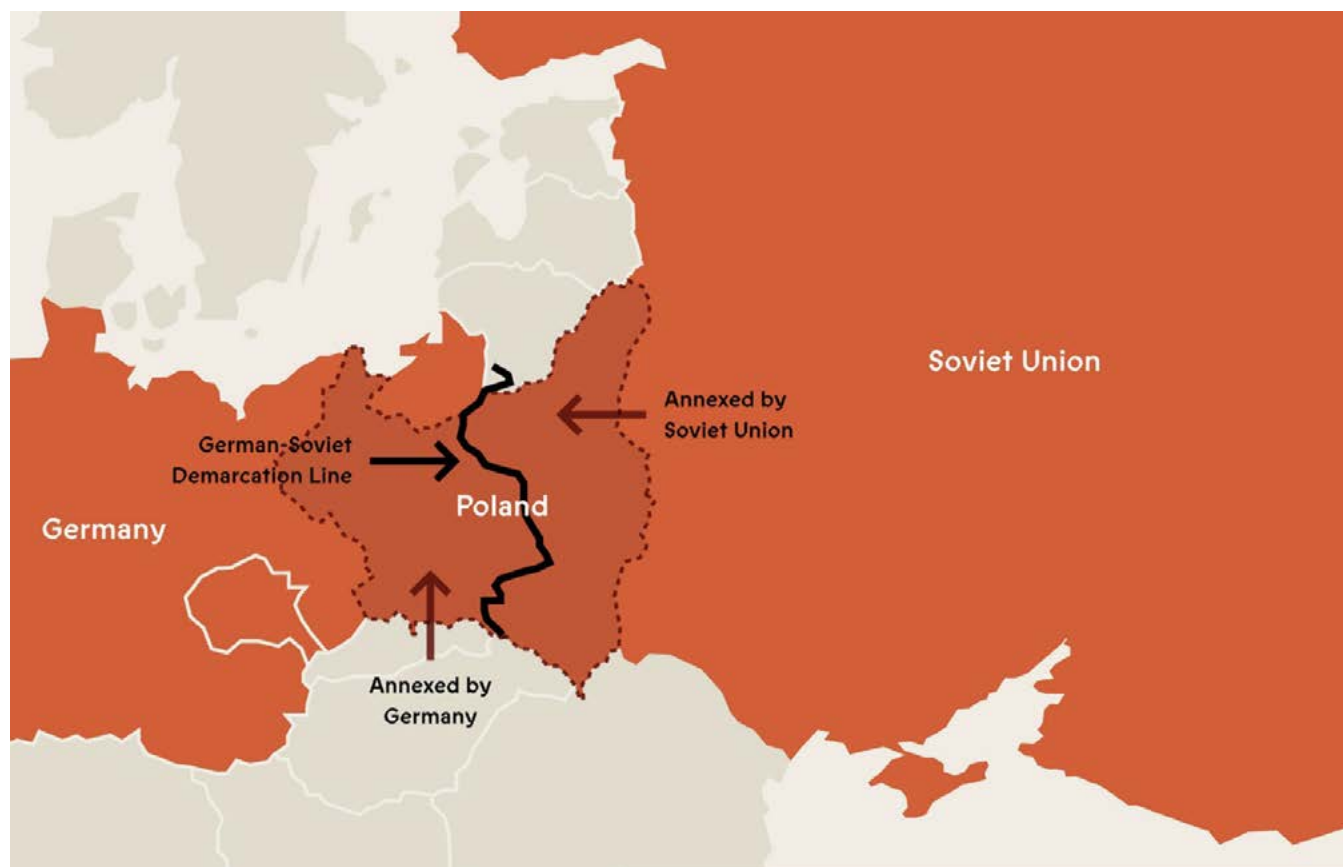 Soviet Union
Annexed by
Soviet Union
German-Soviet
Demarcation Line
Poland
Germany
Annexed by
Germany